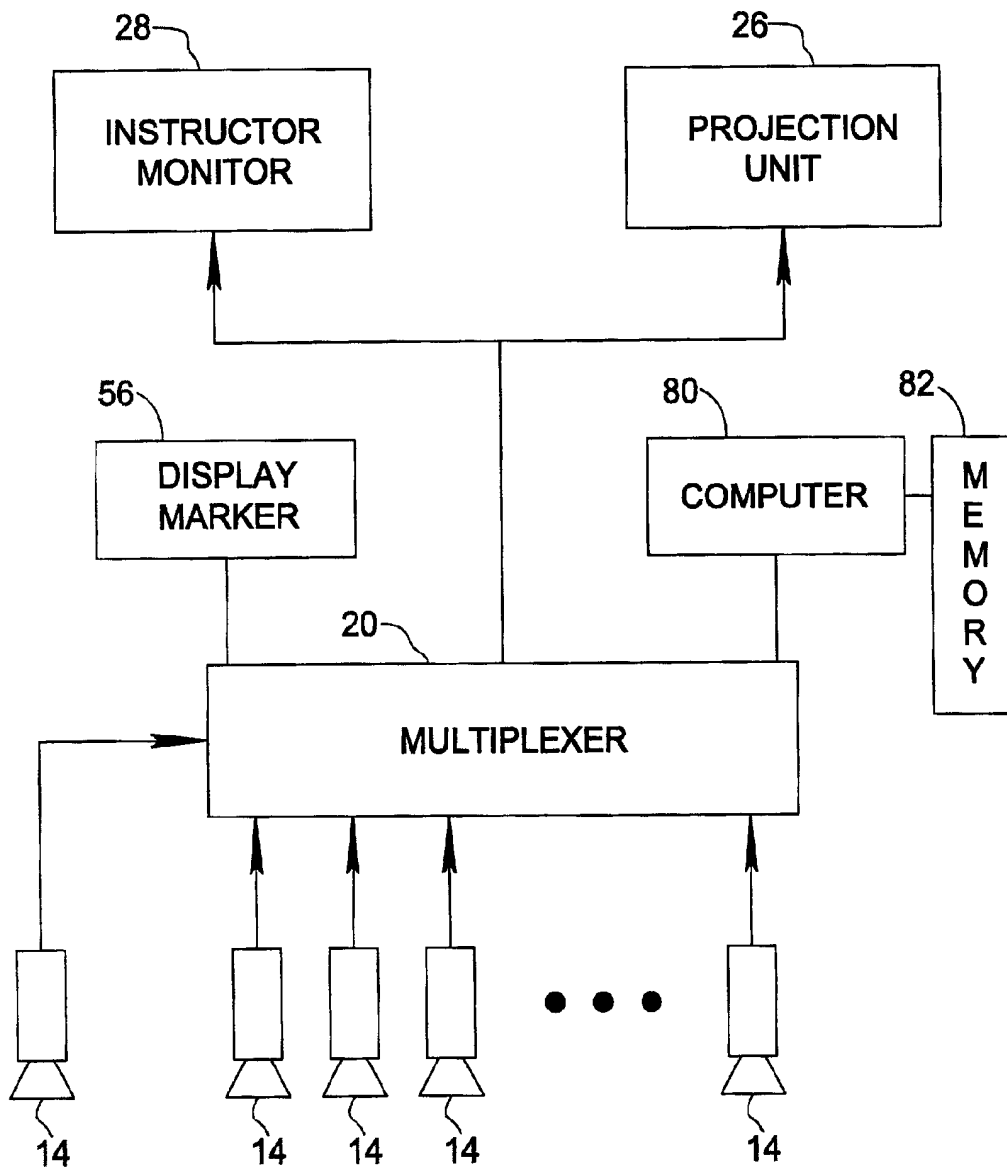 28
26
INSTRUCTOR
MONITOR
PROJECTION
UNIT
56
80
82
DISPLAY
MARKER
COMPUTER
M
E
M
O
R
Y
20
MULTIPLEXER
14
14
14
14
14